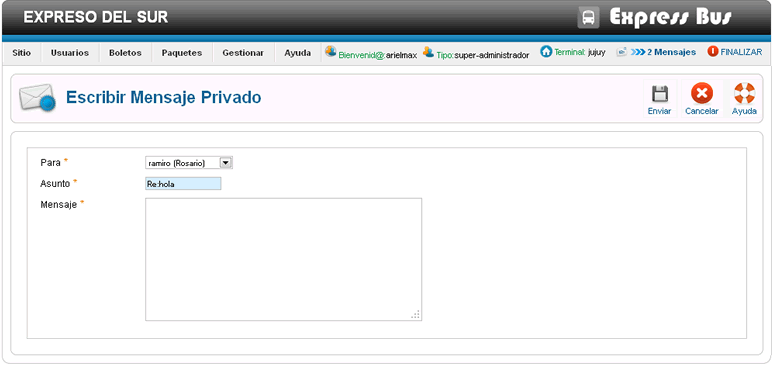 EXPRESO DEL SUR
Express Bus
Sitio Usuarios Boletos Paquetes Gestionar Ayuda Bienvenid@:arielmax Tipo:super-administrador Terminal: jujuy 2 Mensajes FINALIZAR
Escribir Mensaje Privado
Enviar Cancelar Ayuda
Para * ramiro (Rosario)
Asunto * Re:hola
Mensaje *